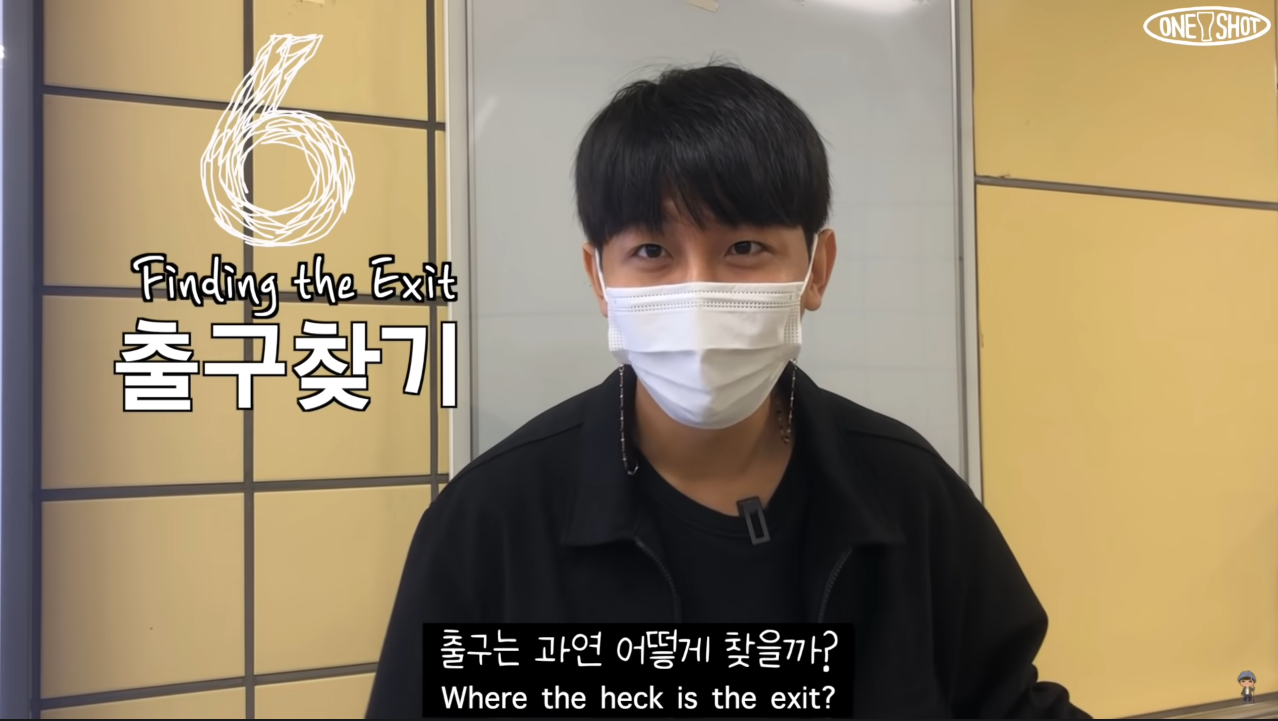 ONE SHOT
6
Finding the Exit
출구찾기
출구는 과연 어떻게 찾을까?
Where the heck is the exit?